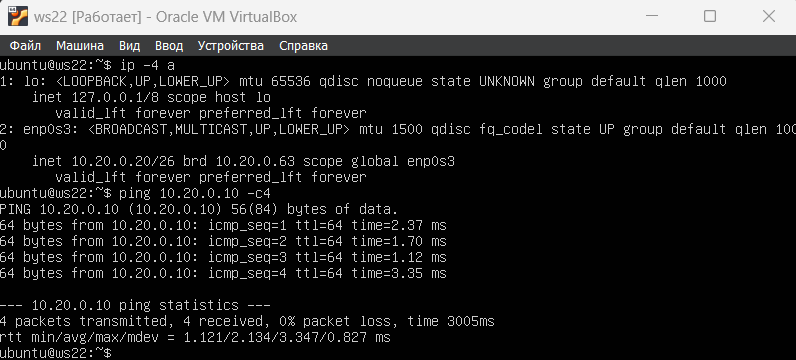 ws22 [Работает] - Oracle VM VirtualBox
Файл Машина Вид Ввод Устройства Справка
ubuntu@ws22:~$ ip -4 a
1: lo: <LOOPBACK,UP,LOWER_UP> mtu 65536 qdisc noqueue state UNKNOWN group default qlen 1000
    inet 127.0.0.1/8 scope host lo
       valid_lft forever preferred_lft forever
2: enp0s3: <BROADCAST,MULTICAST,UP,LOWER_UP> mtu 1500 qdisc fq_codel state UP group default qlen 100
0
    inet 10.20.0.20/26 brd 10.20.0.63 scope global enp0s3
       valid_lft forever preferred_lft forever
ubuntu@ws22:~$ ping 10.20.0.10 -c4
PING 10.20.0.10 (10.20.0.10) 56(84) bytes of data.
64 bytes from 10.20.0.10: icmp_seq=1 ttl=64 time=2.37 ms
64 bytes from 10.20.0.10: icmp_seq=2 ttl=64 time=1.70 ms
64 bytes from 10.20.0.10: icmp_seq=3 ttl=64 time=1.12 ms
64 bytes from 10.20.0.10: icmp_seq=4 ttl=64 time=3.35 ms

--- 10.20.0.10 ping statistics ---
4 packets transmitted, 4 received, 0% packet loss, time 3005ms
rtt min/avg/max/mdev = 1.121/2.134/3.347/0.827 ms
ubuntu@ws22:~$